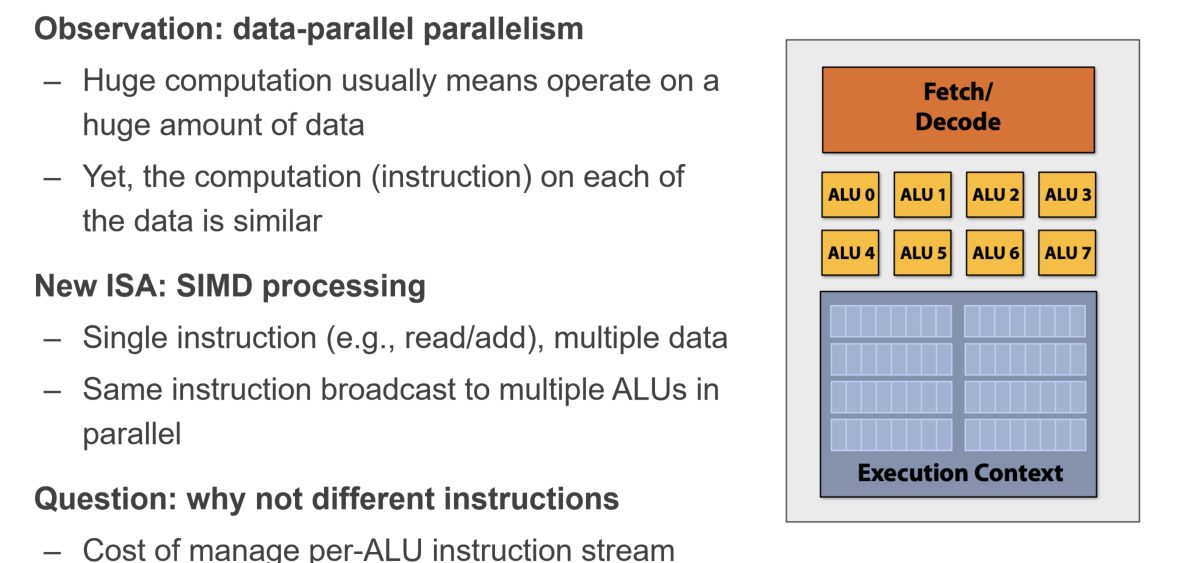 Observation: data-parallel parallelism
– Huge computation usually means operate on a
huge amount of data
– Yet, the computation (instruction) on each of
the data is similar
New ISA: SIMD processing
– Single instruction (e.g., read/add), multiple data
– Same instruction broadcast to multiple ALUs in
parallel
Question: why not different instructions
– Cost of manage per-ALU instruction stream
Fetch/
Decode
ALU 0 ALU 1 ALU 2 ALU 3
ALU 4 ALU 5 ALU 6 ALU 7
Execution Context